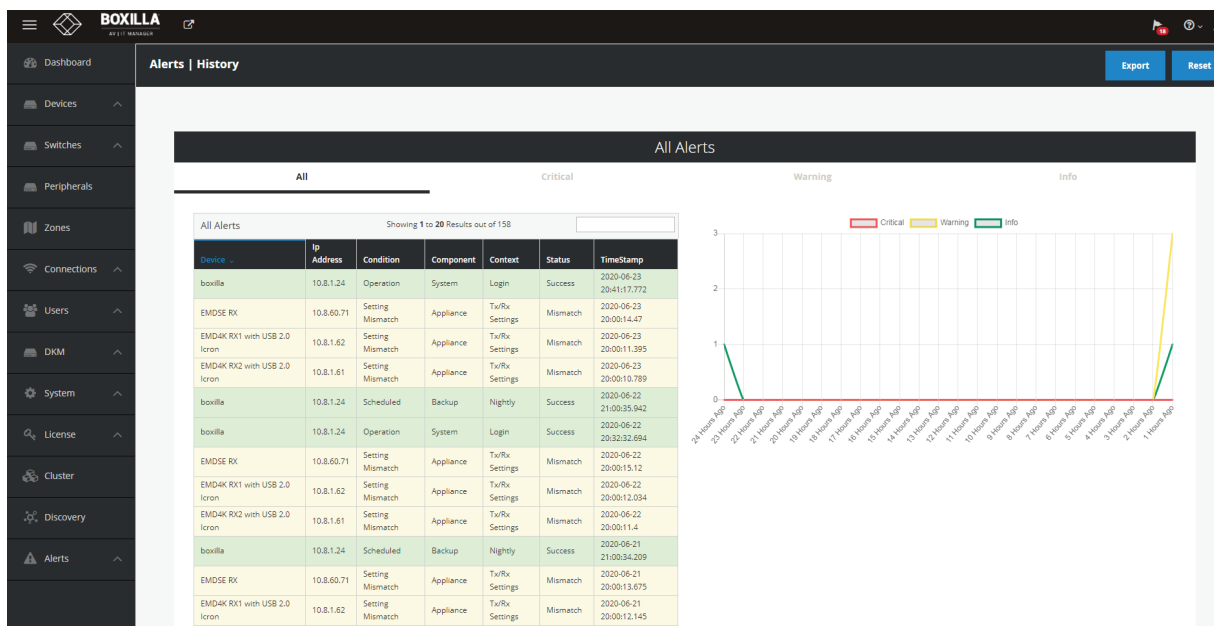 BOXILLA
AV | IT MANAGER
18
Dashboard
Devices
Switches
Peripherals
Zones
Connections
Users
DKM
System
License
Cluster
Discovery
Alerts
Alerts | History
Export
Reset
All Alerts
All
Critical
Warning
Info
All Alerts
Showing 1 to 20 Results out of 158
Device
Ip Address
Condition
Component
Context
Status
TimeStamp
boxilla 10.8.1.24 Operation System Login Success 2020-06-23 20:41:17.772
EMDSE RX 10.8.60.71 Setting Mismatch Appliance Tx/Rx Settings Mismatch 2020-06-23 20:00:14.47
EMD4K RX1 with USB 2.0 Icron 10.8.1.62 Setting Mismatch Appliance Tx/Rx Settings Mismatch 2020-06-23 20:00:11.395
EMD4K RX2 with USB 2.0 Icron 10.8.1.61 Setting Mismatch Appliance Tx/Rx Settings Mismatch 2020-06-23 20:00:10.789
boxilla 10.8.1.24 Scheduled Backup Nightly Success 2020-06-22 21:00:35.942
boxilla 10.8.1.24 Operation System Login Success 2020-06-22 20:32:32.694
EMDSE RX 10.8.60.71 Setting Mismatch Appliance Tx/Rx Settings Mismatch 2020-06-22 20:00:15.12
EMD4K RX1 with USB 2.0 Icron 10.8.1.62 Setting Mismatch Appliance Tx/Rx Settings Mismatch 2020-06-22 20:00:12.034
EMD4K RX2 with USB 2.0 Icron 10.8.1.61 Setting Mismatch Appliance Tx/Rx Settings Mismatch 2020-06-22 20:00:11.4
boxilla 10.8.1.24 Scheduled Backup Nightly Success 2020-06-21 21:00:34.209
EMDSE RX 10.8.60.71 Setting Mismatch Appliance Tx/Rx Settings Mismatch 2020-06-21 20:00:13.675
EMD4K RX1 with USB 2.0 Icron 10.8.1.62 Setting Mismatch Appliance Tx/Rx Settings Mismatch 2020-06-21 20:00:12.145
Critical
Warning
Info
3
2
1
0
24 Hours Ago
23 Hours Ago
22 Hours Ago
21 Hours Ago
20 Hours Ago
19 Hours Ago
18 Hours Ago
17 Hours Ago
16 Hours Ago
15 Hours Ago
14 Hours Ago
13 Hours Ago
12 Hours Ago
11 Hours Ago
10 Hours Ago
9 Hours Ago
8 Hours Ago
7 Hours Ago
6 Hours Ago
5 Hours Ago
4 Hours Ago
3 Hours Ago
2 Hours Ago
1 Hours Ago